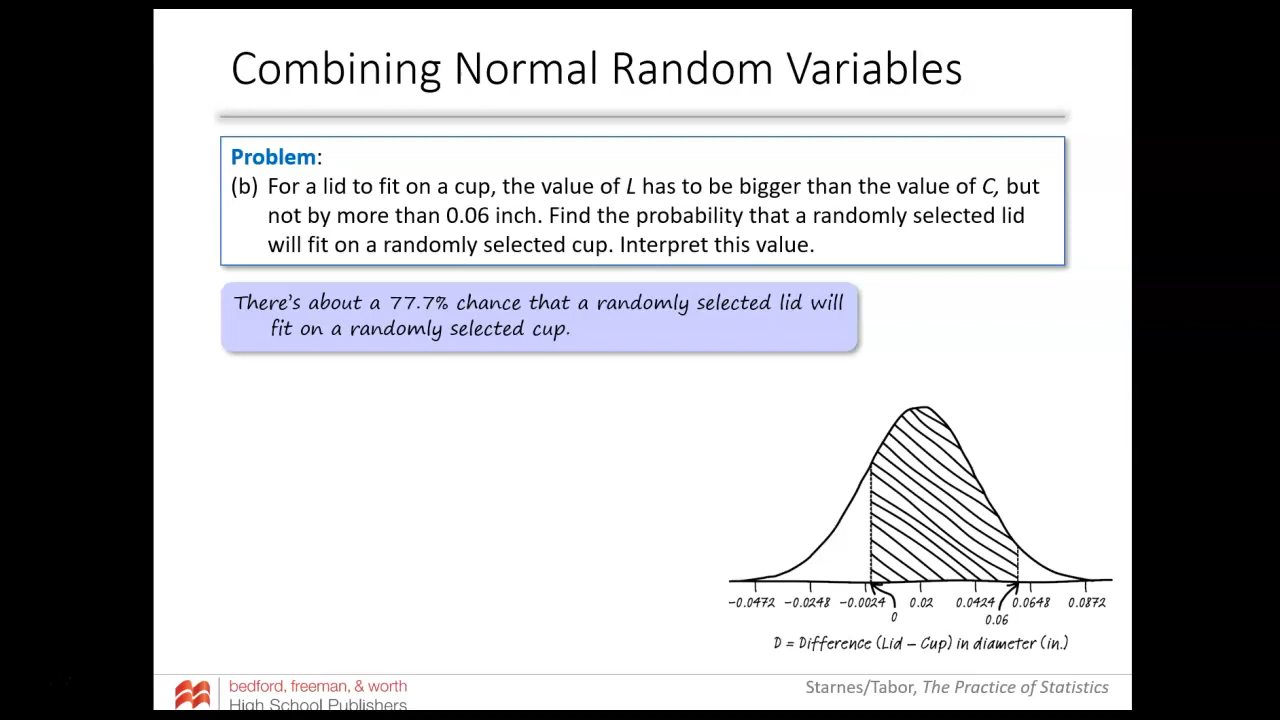 Combining Normal Random Variables
Problem:
(b) For a lid to fit on a cup, the value of L has to be bigger than the value of C, but
not by more than 0.06 inch. Find the probability that a randomly selected lid
will fit on a randomly selected cup. Interpret this value.
There's about a 77.7% chance that a randomly selected lid will
fit on a randomly selected cup.
-0.0472 -0.0248 -0.0024 0.02 0.0424 0.0648 0.0872
0 0.06
D = Difference (Lid – Cup) in diameter (in.)
bedford, freeman, & worth
High School Publishers
Starnes/Tabor, The Practice of Statistics